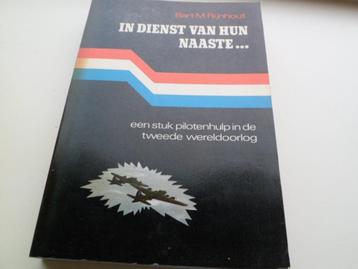 Bart M Rijnhout
IN DIENST VAN HUN
NAASTE...
een stuk pilotenhulp in de
tweede wereldoorlog